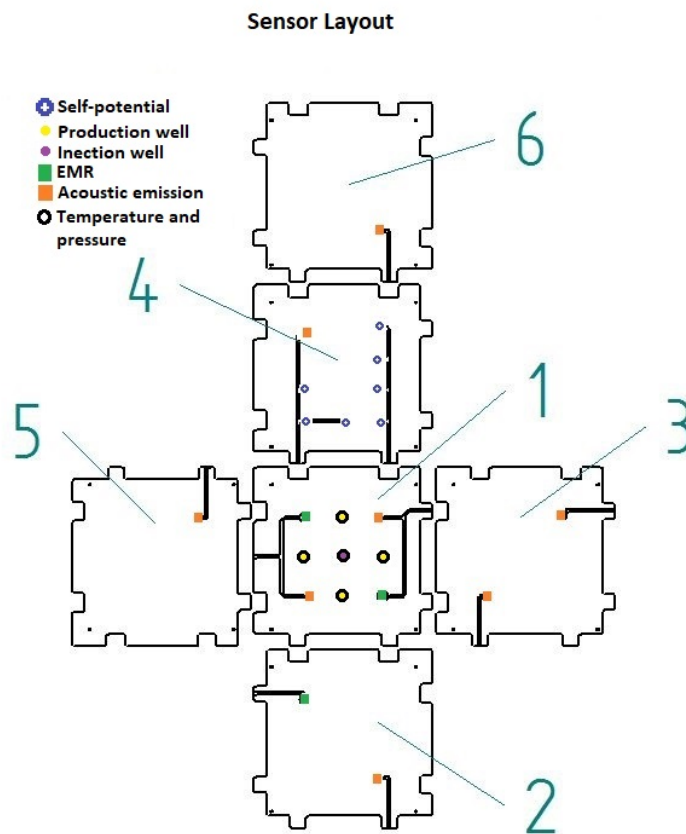 Sensor Layout
Self-potential
Production well
Inection well
EMR
Acoustic emission
Temperature and
pressure
6
4
1
5
3
2